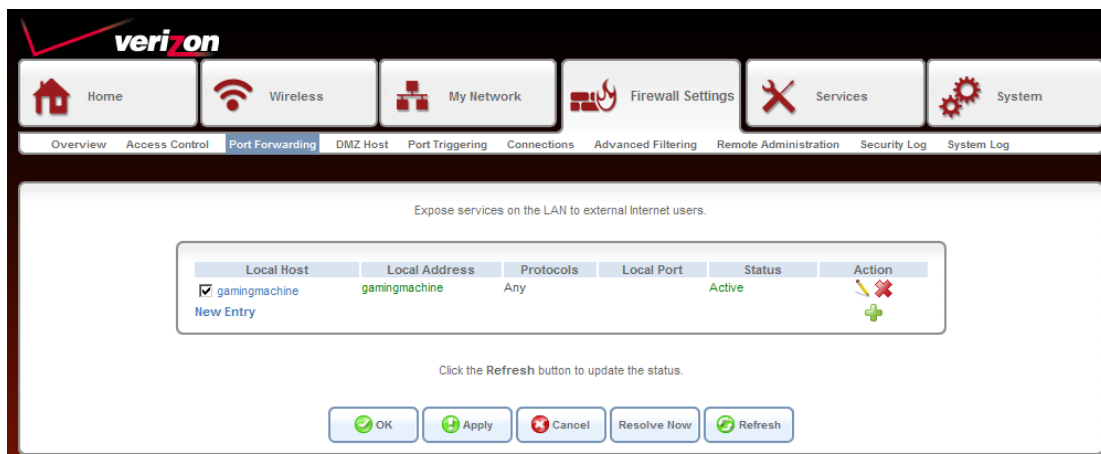 verizon
Home Wireless My Network Firewall Settings Services System
Overview Access Control Port Forwarding DMZ Host Port Triggering Connections Advanced Filtering Remote Administration Security Log System Log
Expose services on the LAN to external Internet users.
Local Host Local Address Protocols Local Port Status Action
gamingmachine gamingmachine Any Active
New Entry
Click the Refresh button to update the status.
OK Apply Cancel Resolve Now Refresh